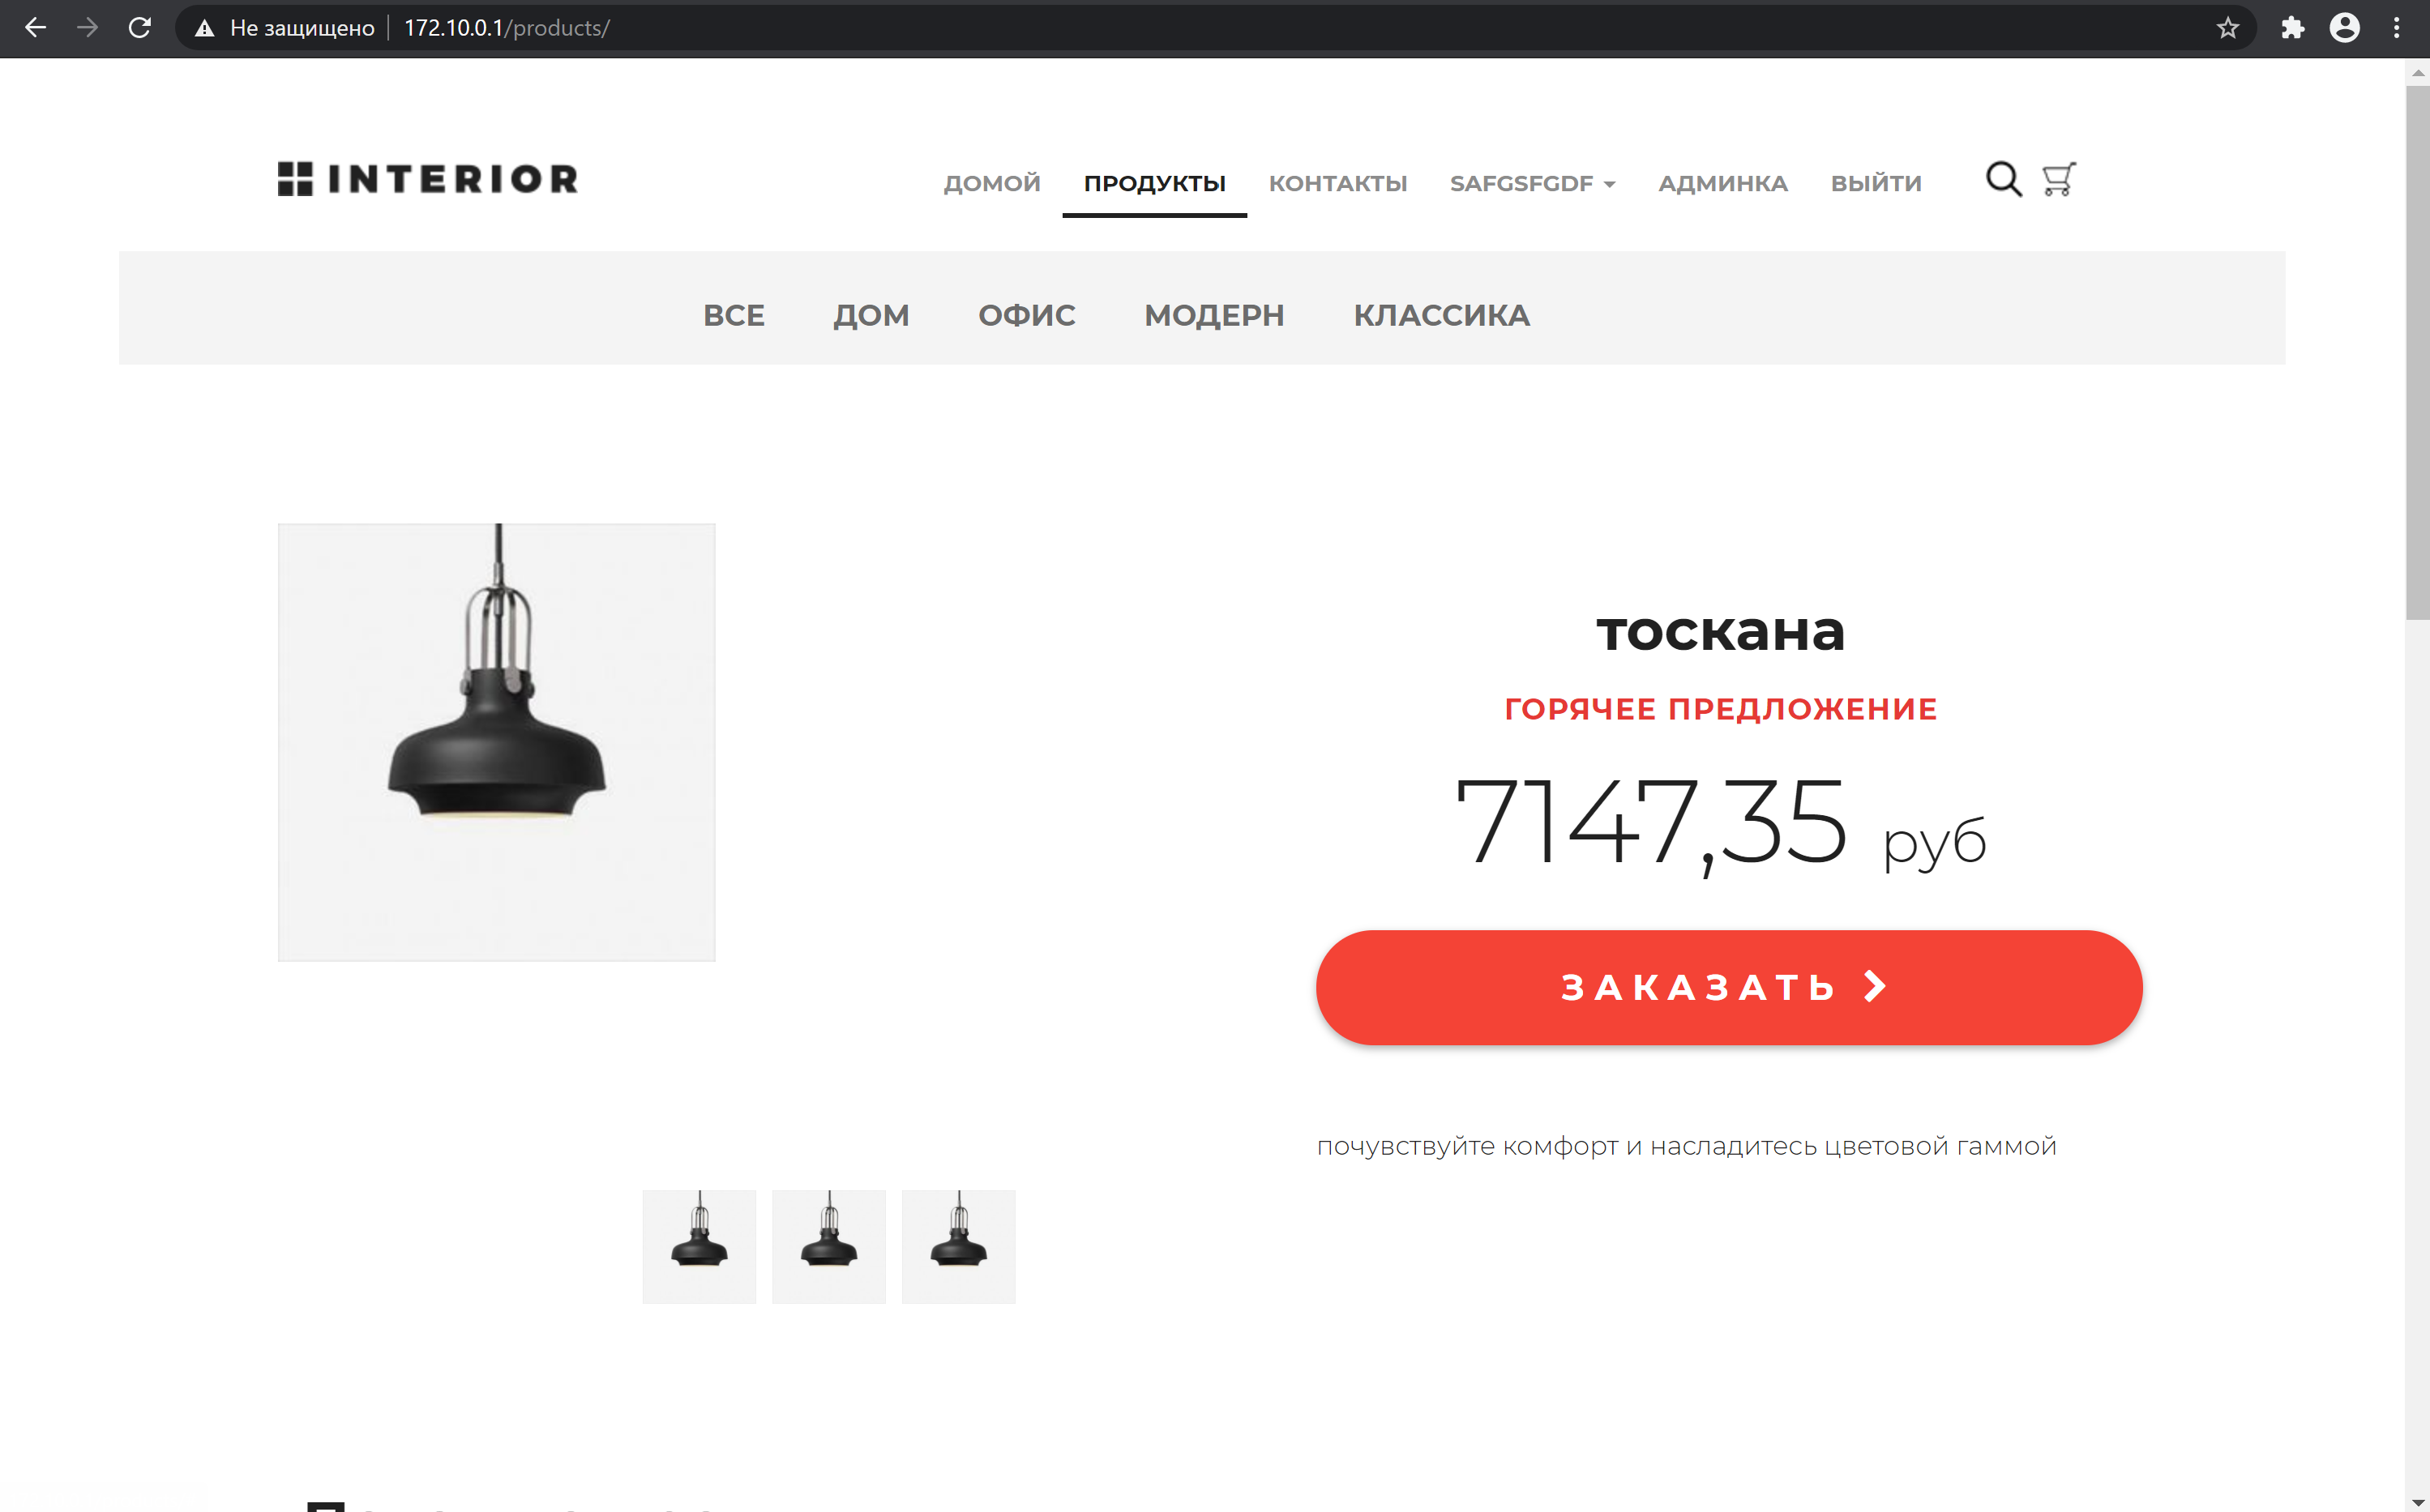 Не защищено 172.10.0.1/products/
INTERIOR ДОМОЙ ПРОДУКТЫ КОНТАКТЫ SAFGSFGDF АДМИНКА ВЫЙТИ
ВСЕ ДОМ ОФИС МОДЕРН КЛАССИКА
тоскана
ГОРЯЧЕЕ ПРЕДЛОЖЕНИЕ
7147,35 руб
ЗАКАЗАТЬ
почувствуйте комфорт и насладитесь цветовой гаммой